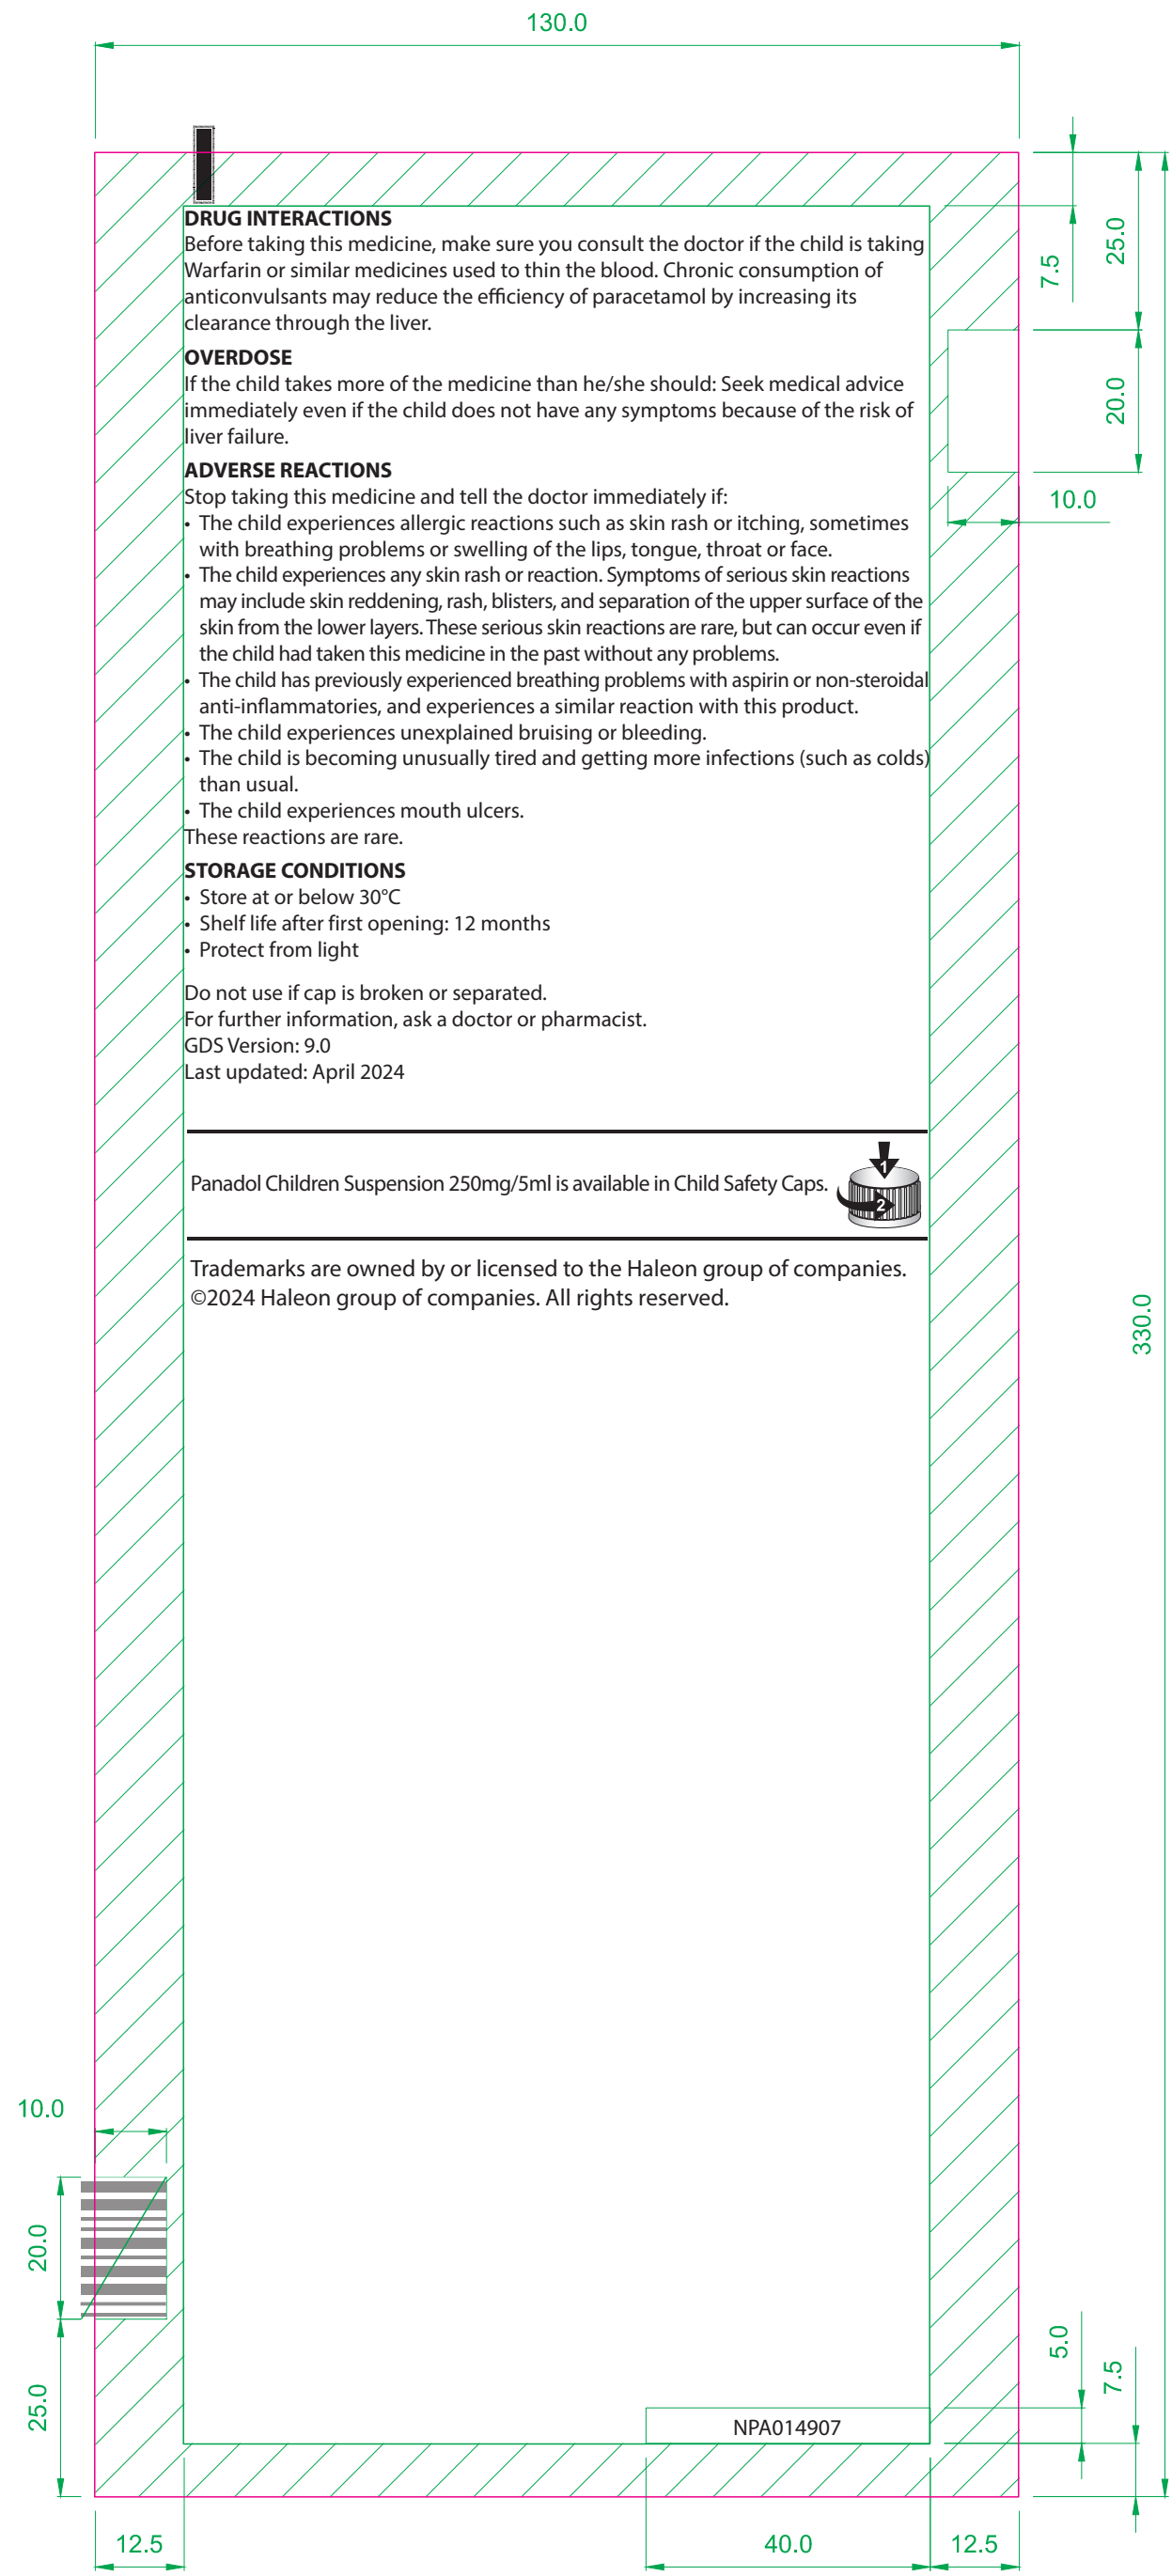 130.0
DRUG INTERACTIONS
Before taking this medicine, make sure you consult the doctor if the child is taking
Warfarin or similar medicines used to thin the blood. Chronic consumption of
anticonvulsants may reduce the efficiency of paracetamol by increasing its
clearance through the liver.
OVERDOSE
If the child takes more of the medicine than he/she should: Seek medical advice
immediately even if the child does not have any symptoms because of the risk of
liver failure.
ADVERSE REACTIONS
Stop taking this medicine and tell the doctor immediately if:
• The child experiences allergic reactions such as skin rash or itching, sometimes
with breathing problems or swelling of the lips, tongue, throat or face.
• The child experiences any skin rash or reaction. Symptoms of serious skin reactions
may include skin reddening, rash, blisters, and separation of the upper surface of the
skin from the lower layers. These serious skin reactions are rare, but can occur even if
the child had taken this medicine in the past without any problems.
• The child has previously experienced breathing problems with aspirin or non-steroidal
anti-inflammatories, and experiences a similar reaction with this product.
• The child experiences unexplained bruising or bleeding.
• The child is becoming unusually tired and getting more infections (such as colds)
than usual.
• The child experiences mouth ulcers.
These reactions are rare.
STORAGE CONDITIONS
• Store at or below 30°C
• Shelf life after first opening: 12 months
• Protect from light
Do not use if cap is broken or separated.
For further information, ask a doctor or pharmacist.
GDS Version: 9.0
Last updated: April 2024
Panadol Children Suspension 250mg/5ml is available in Child Safety Caps.
1
2
Trademarks are owned by or licensed to the Haleon group of companies.
©2024 Haleon group of companies. All rights reserved.
7.5
25.0
20.0
10.0
330.0
10.0
20.0
25.0
5.0
7.5
NPA014907
12.5
40.0
12.5